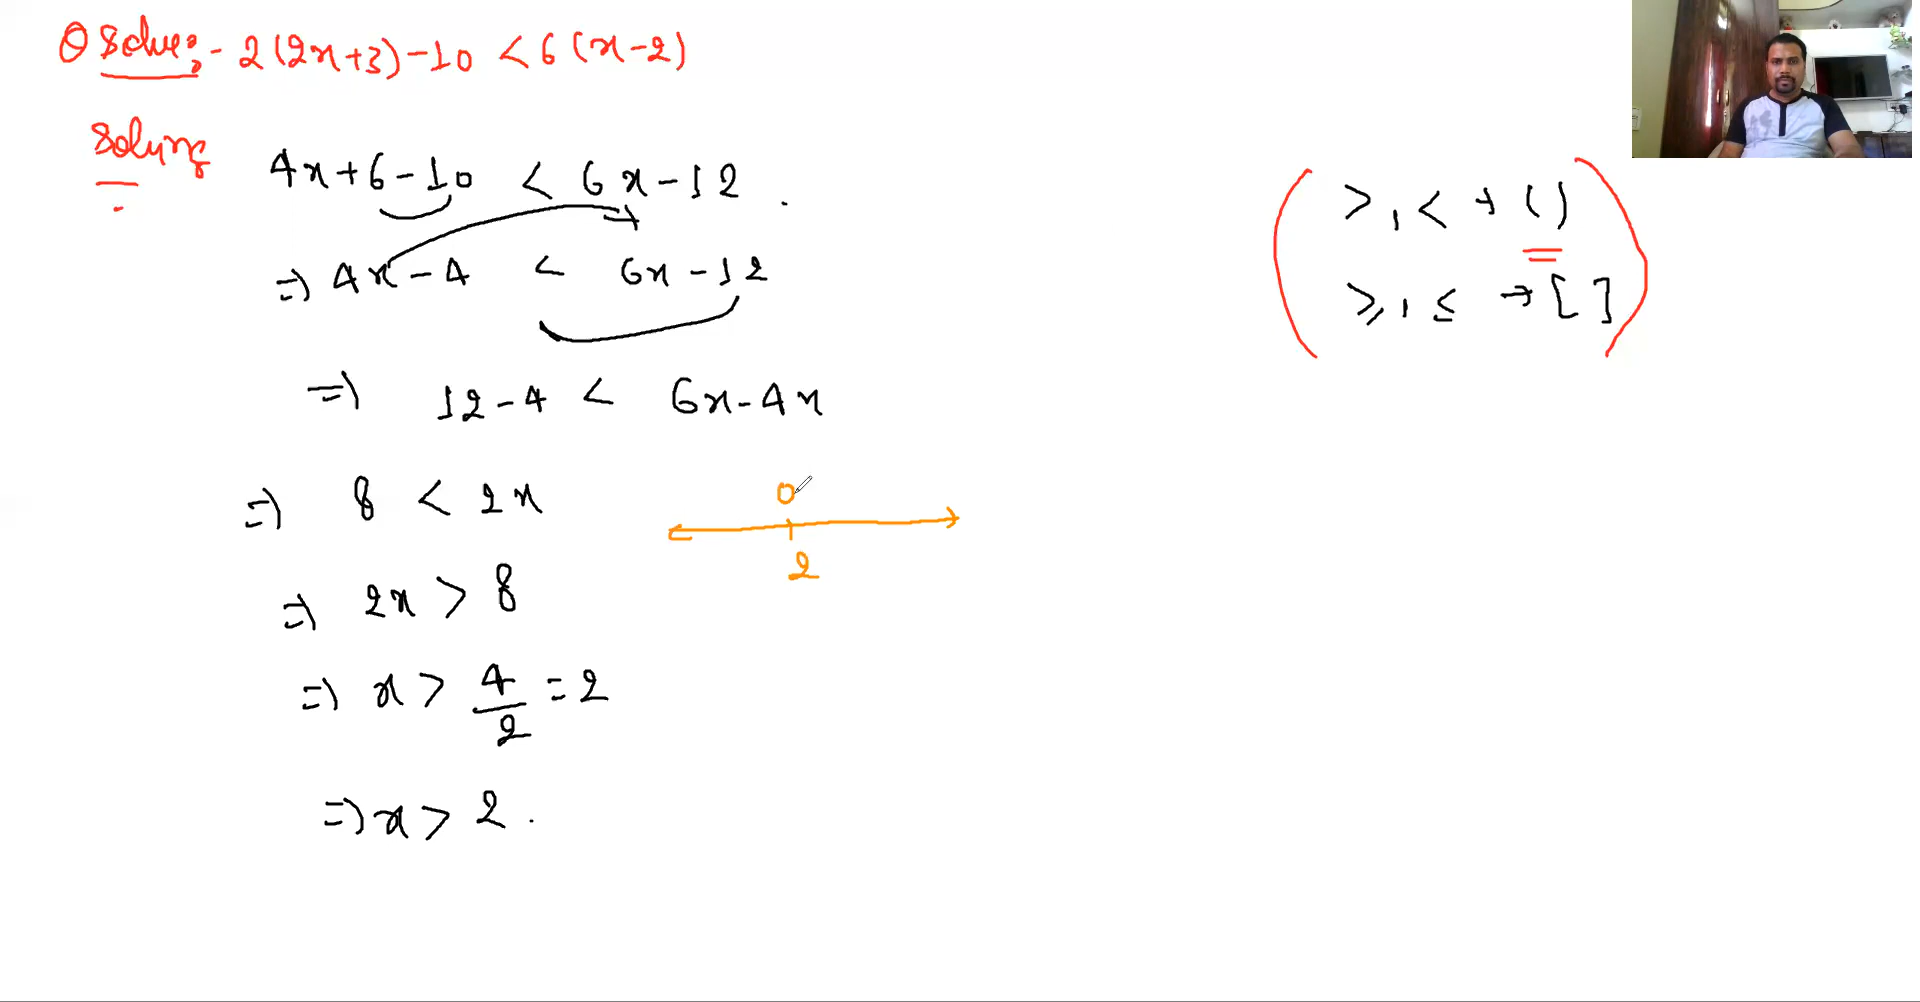 Solve:- 2(2x+3)-10 < 6(x-2)
Solun:
4x+6-10 < 6x-12.
⇒ 4x-4 < 6x-12
⇒ 12-4 < 6x-4x
⇒ 8 < 2x
⇒ 2x > 8
⇒ x > 4/2 = 2
⇒ x > 2.
0
2
>, < → ()
≥, ≤ → []